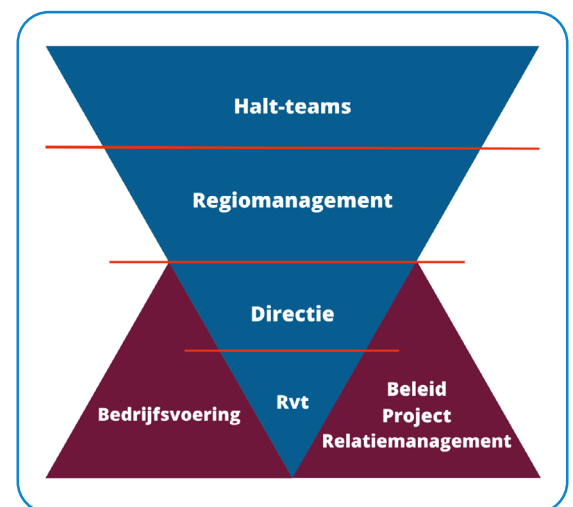 Halt-teams
Regiomanagement
Directie
Rvt
Bedrijfsvoering
Beleid
Project
Relatiemanagement